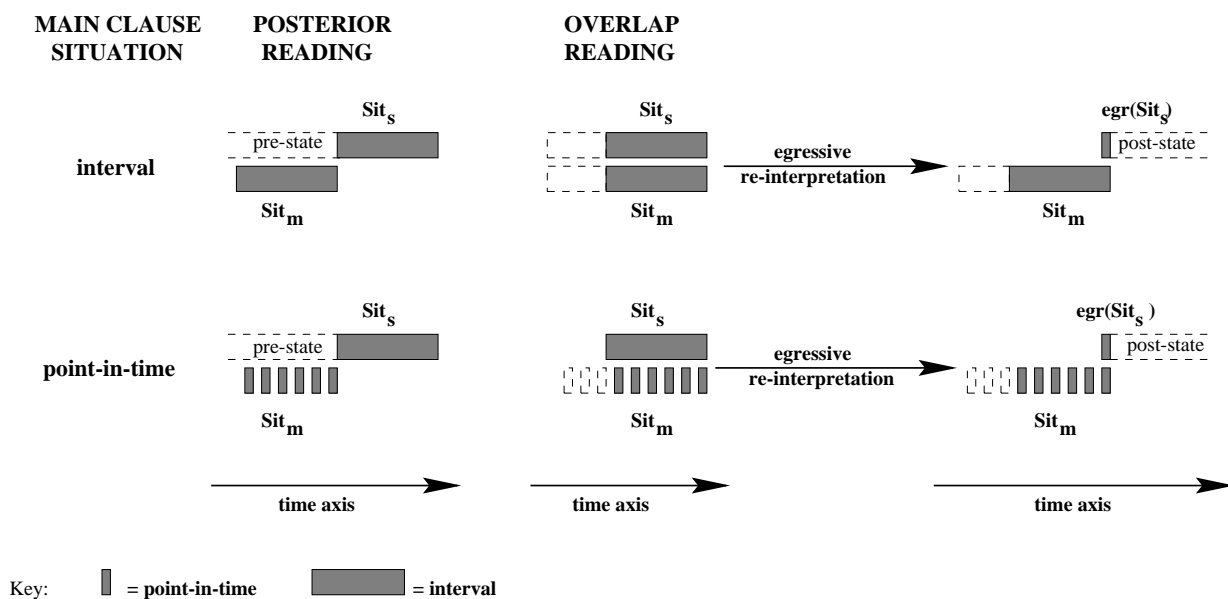 MAIN CLAUSE POSTERIOR OVERLAP
SITUATION READING READING
Sit_s Sit_s egr(Sit_s)
pre-state egressive post-state
interval re-interpretation
Sit_m Sit_m Sit_m
Sit_s Sit_s egr(Sit_s )
pre-state egressive post-state
point-in-time re-interpretation
Sit_m Sit_m Sit_m
time axis time axis time axis
Key: = point-in-time = interval